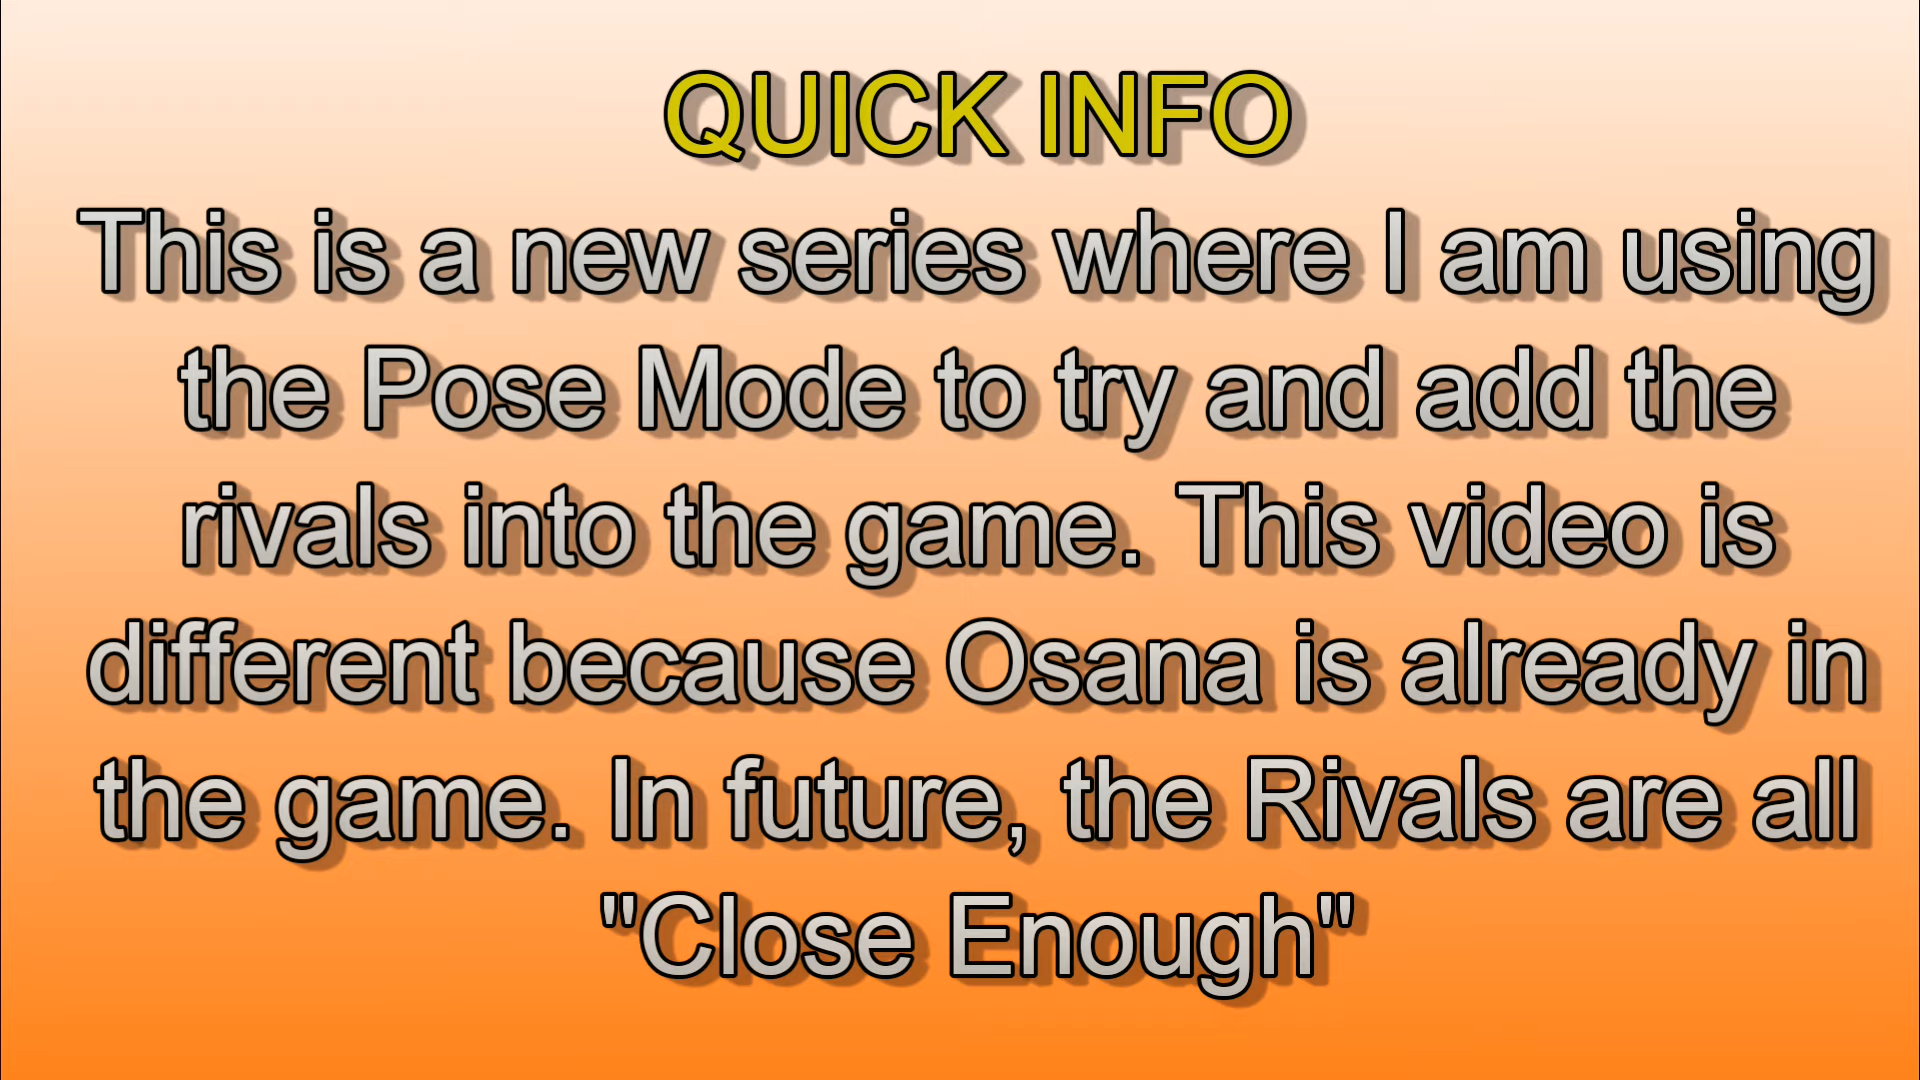 QUICK INFO
This is a new series where I am using
the Pose Mode to try and add the
rivals into the game. This video is
different because Osana is already in
the game. In future, the Rivals are all
"Close Enough"